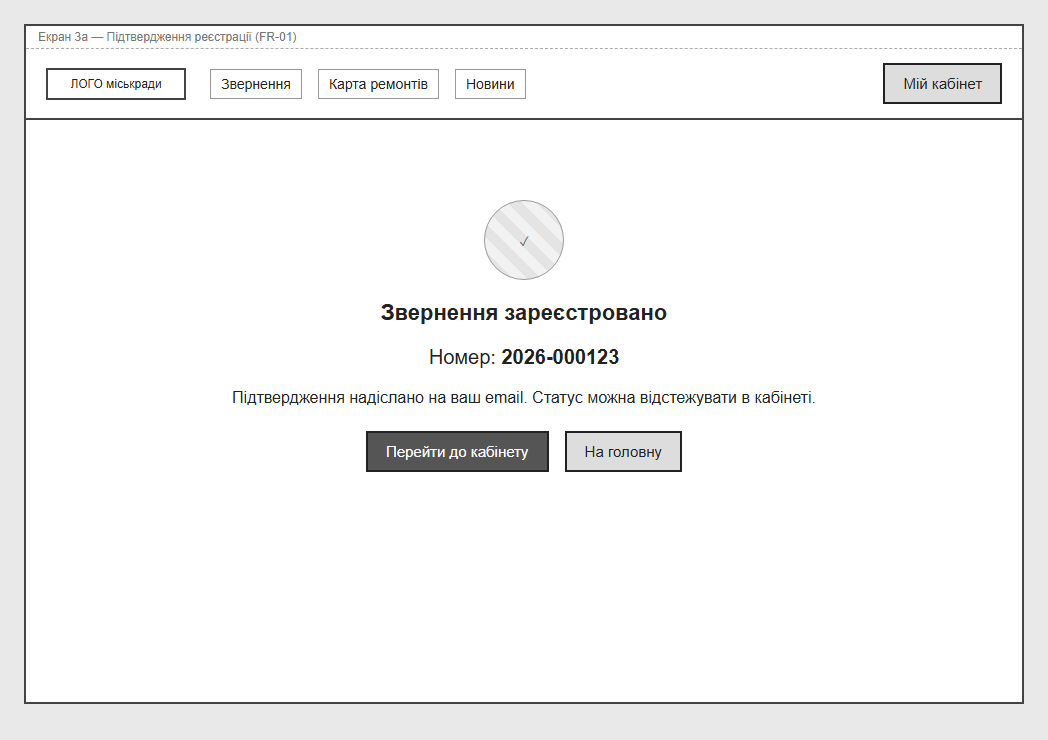 Екран 3а — Підтвердження реєстрації (FR-01)
ЛОГО міськради
Звернення
Карта ремонтів
Новини
Мій кабінет
✓
Звернення зареєстровано
Номер: 2026-000123
Підтвердження надіслано на ваш email. Статус можна відстежувати в кабінеті.
Перейти до кабінету
На головну